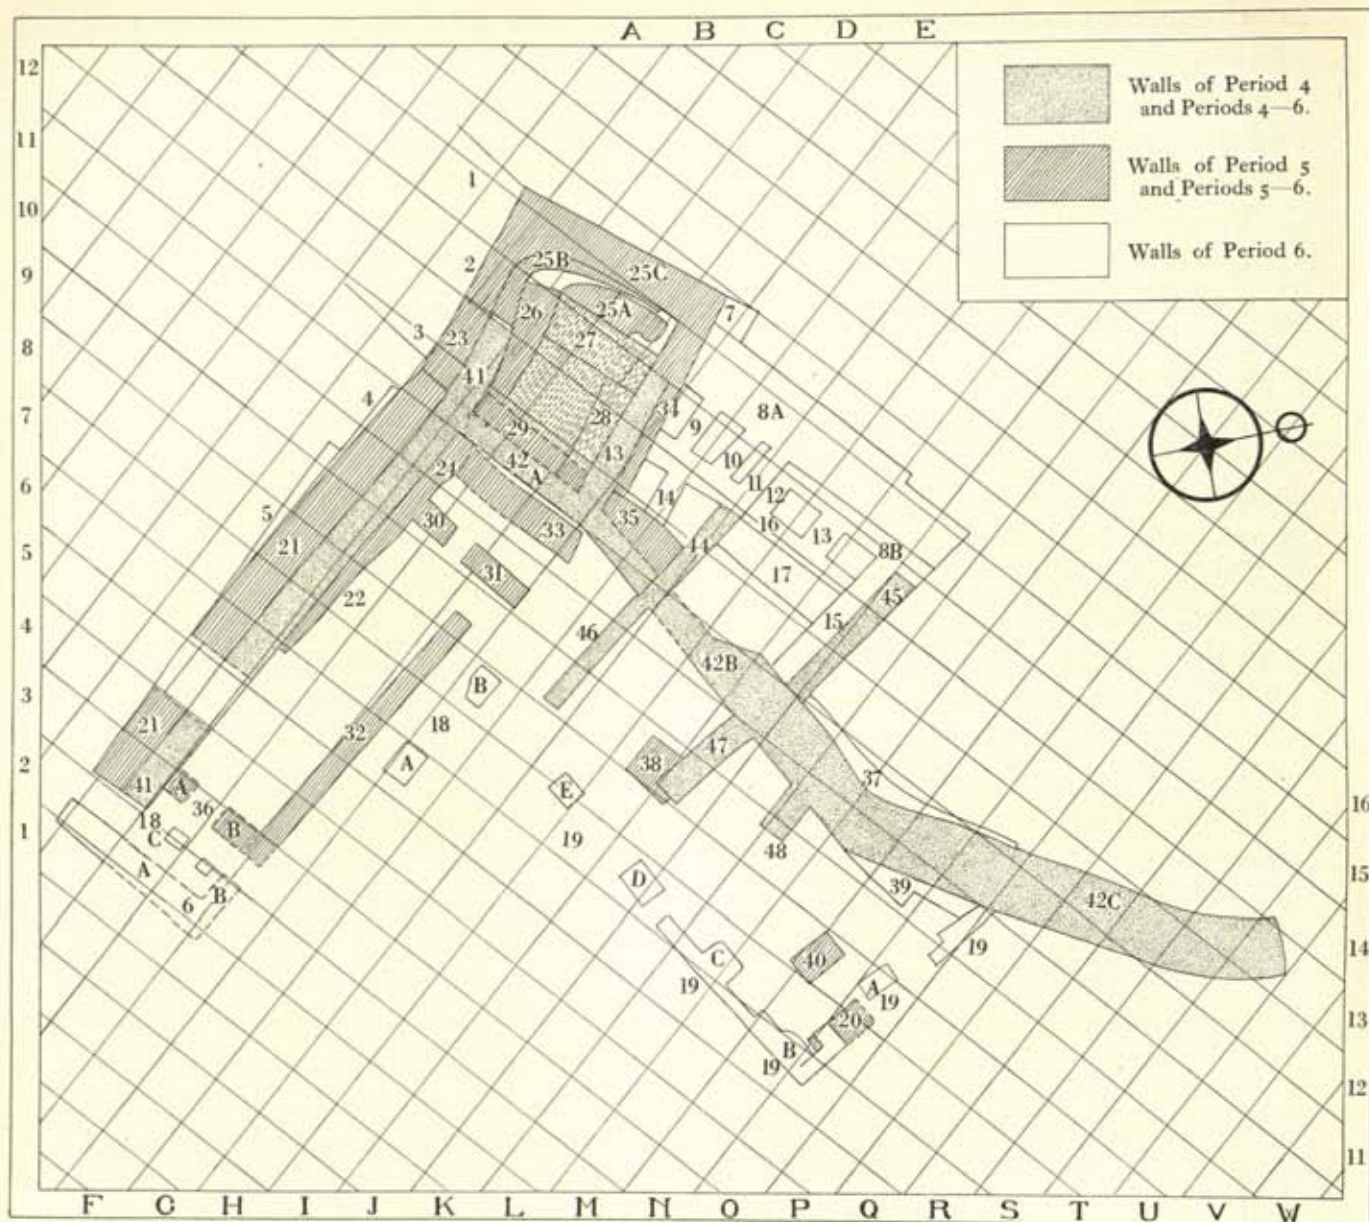 A B C D E
12
11
10
9
8
7
6
5
4
3
2
1
Walls of Period 4
and Periods 4—6.
Walls of Period 5
and Periods 5—6.
Walls of Period 6.
1
2
3
4
5
25B
25C
7
26
25A
27
23
41
34
9
8A
28
29
10
42
43
A
11
24
12
14
30
35
16
33
13
21
44
8B
31
17
22
45
46
15
42B
B
18
21
32
47
38
A
37
41
A
36
E
18
C
B
19
48
A
D
39
6
B
42C
C
40
19
19
A
19
20
B
19
16
15
14
13
12
11
F G H I J K L M N O P Q R S T U V W